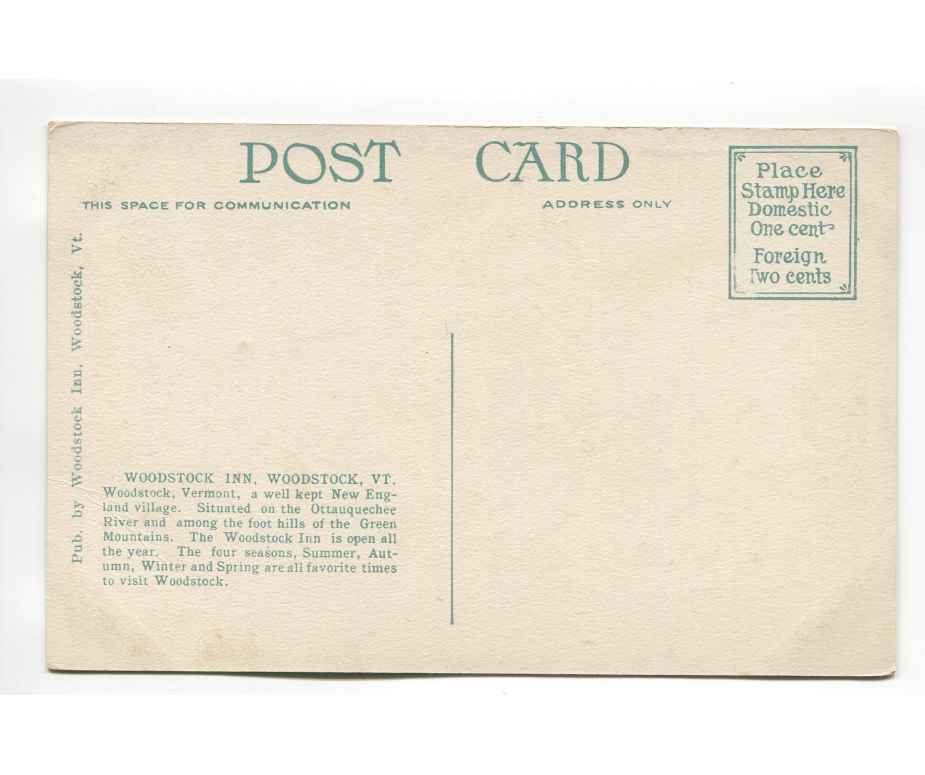 POST CARD
THIS SPACE FOR COMMUNICATION
ADDRESS ONLY
Place
Stamp Here
Domestic
One cent
Foreign
Two cents
Pub. by Woodstock Inn, Woodstock, Vt.
WOODSTOCK INN, WOODSTOCK, VT.
Woodstock, Vermont, a well kept New Eng-
land village. Situated on the Ottauquechee
River and among the foot hills of the Green
Mountains. The Woodstock Inn is open all
the year. The four seasons, Summer, Aut-
umn, Winter and Spring are all favorite times
to visit Woodstock.